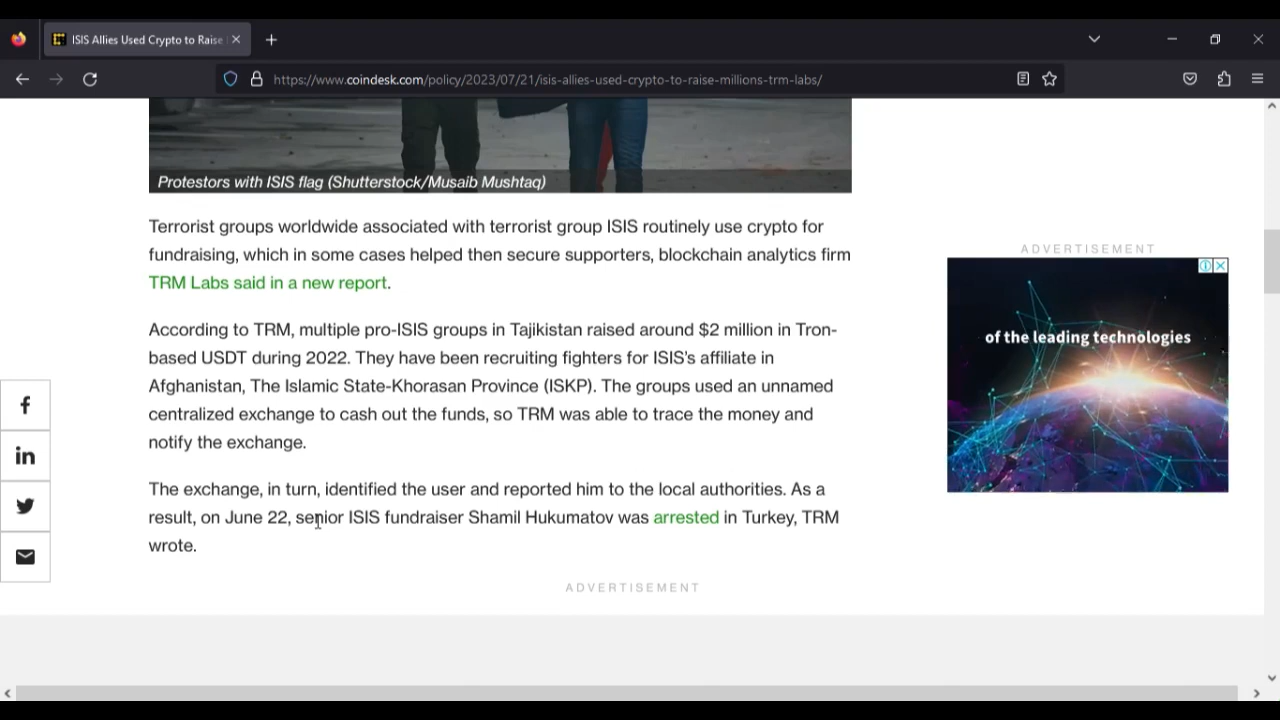 ISIS Allies Used Crypto to Raise
https://www.coindesk.com/policy/2023/07/21/isis-allies-used-crypto-to-raise-millions-trm-labs/
Protestors with ISIS flag (Shutterstock/Musaib Mushtaq)
Terrorist groups worldwide associated with terrorist group ISIS routinely use crypto for
fundraising, which in some cases helped then secure supporters, blockchain analytics firm
TRM Labs said in a new report.
According to TRM, multiple pro-ISIS groups in Tajikistan raised around $2 million in Tron-
based USDT during 2022. They have been recruiting fighters for ISIS's affiliate in
Afghanistan, The Islamic State-Khorasan Province (ISKP). The groups used an unnamed
centralized exchange to cash out the funds, so TRM was able to trace the money and
notify the exchange.
The exchange, in turn, identified the user and reported him to the local authorities. As a
result, on June 22, senior ISIS fundraiser Shamil Hukumatov was arrested in Turkey, TRM
wrote.
ADVERTISEMENT
ADVERTISEMENT
of the leading technologies